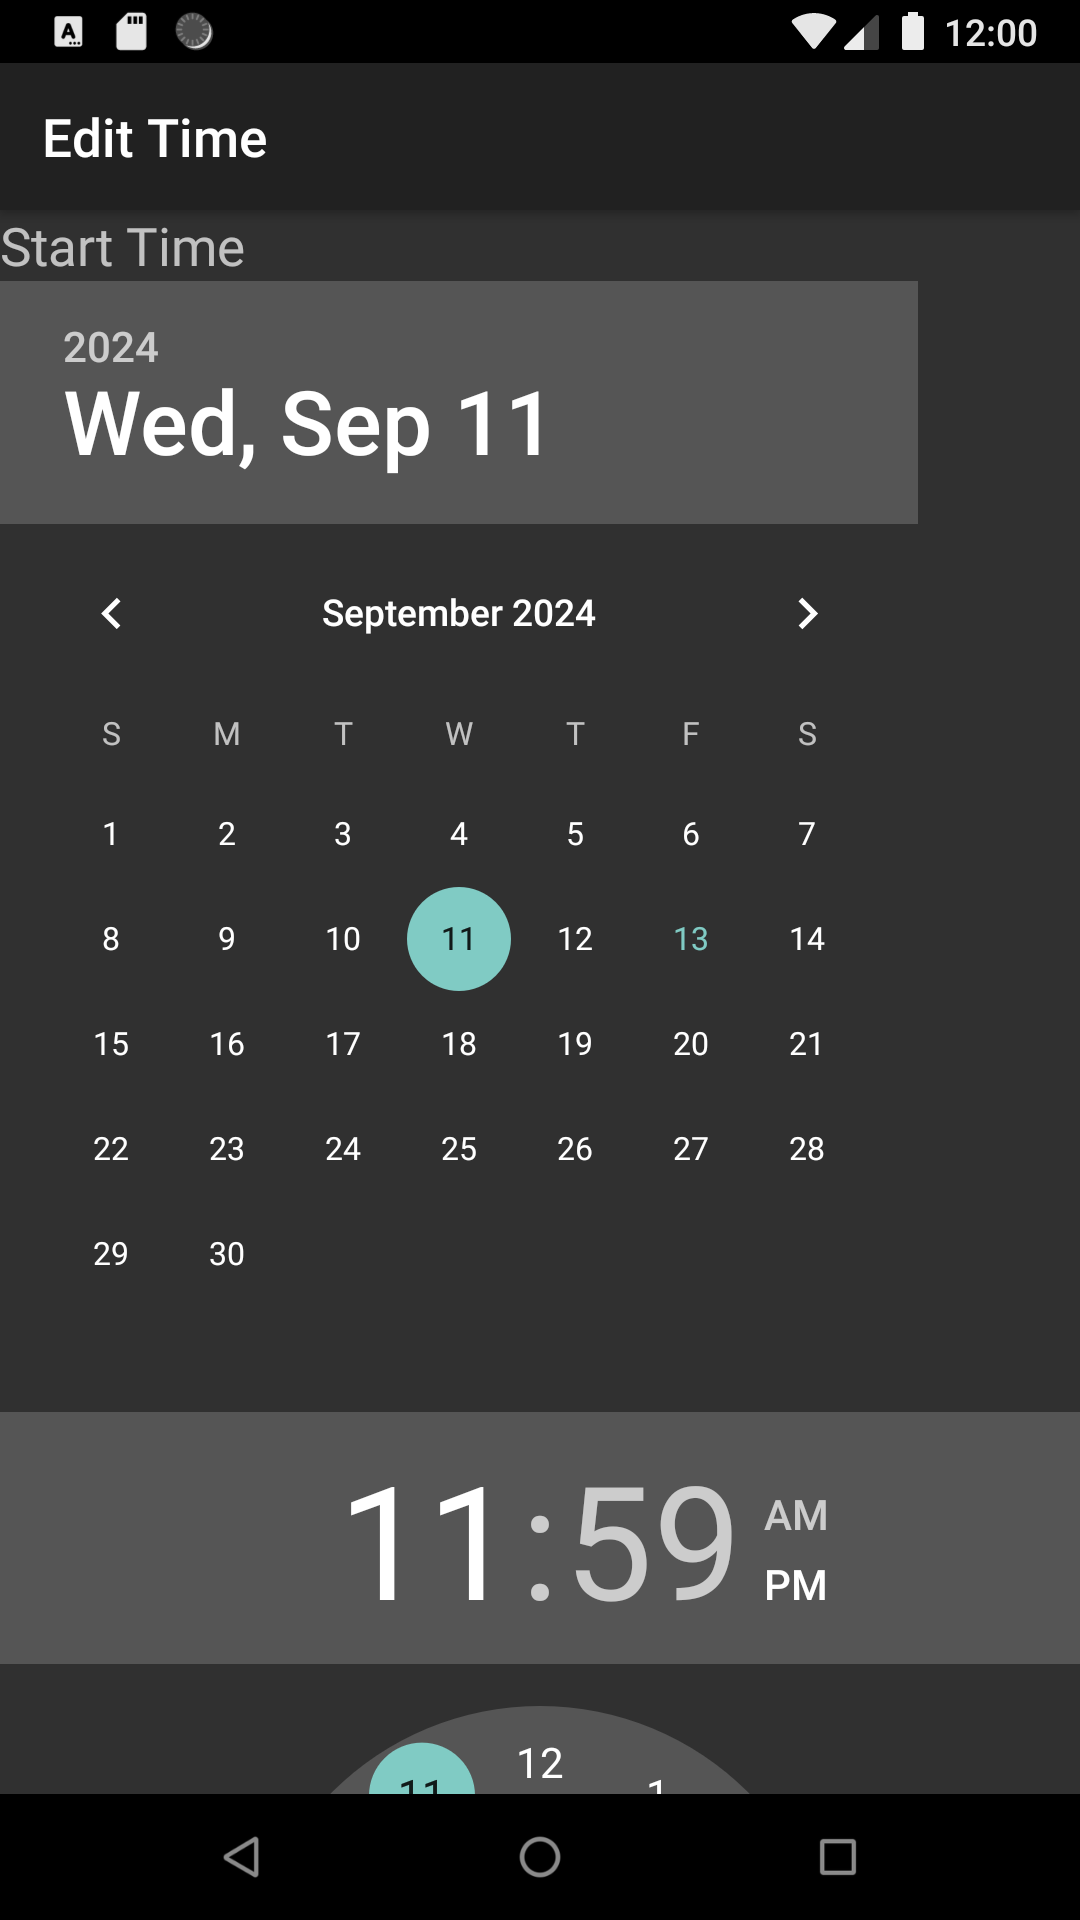 12:00
Edit Time
Start Time
2024
Wed, Sep 11
September 2024
S M T W T F S
1 2 3 4 5 6 7
8 9 10 11 12 13 14
15 16 17 18 19 20 21
22 23 24 25 26 27 28
29 30
11:59
AM
PM
12
11 1